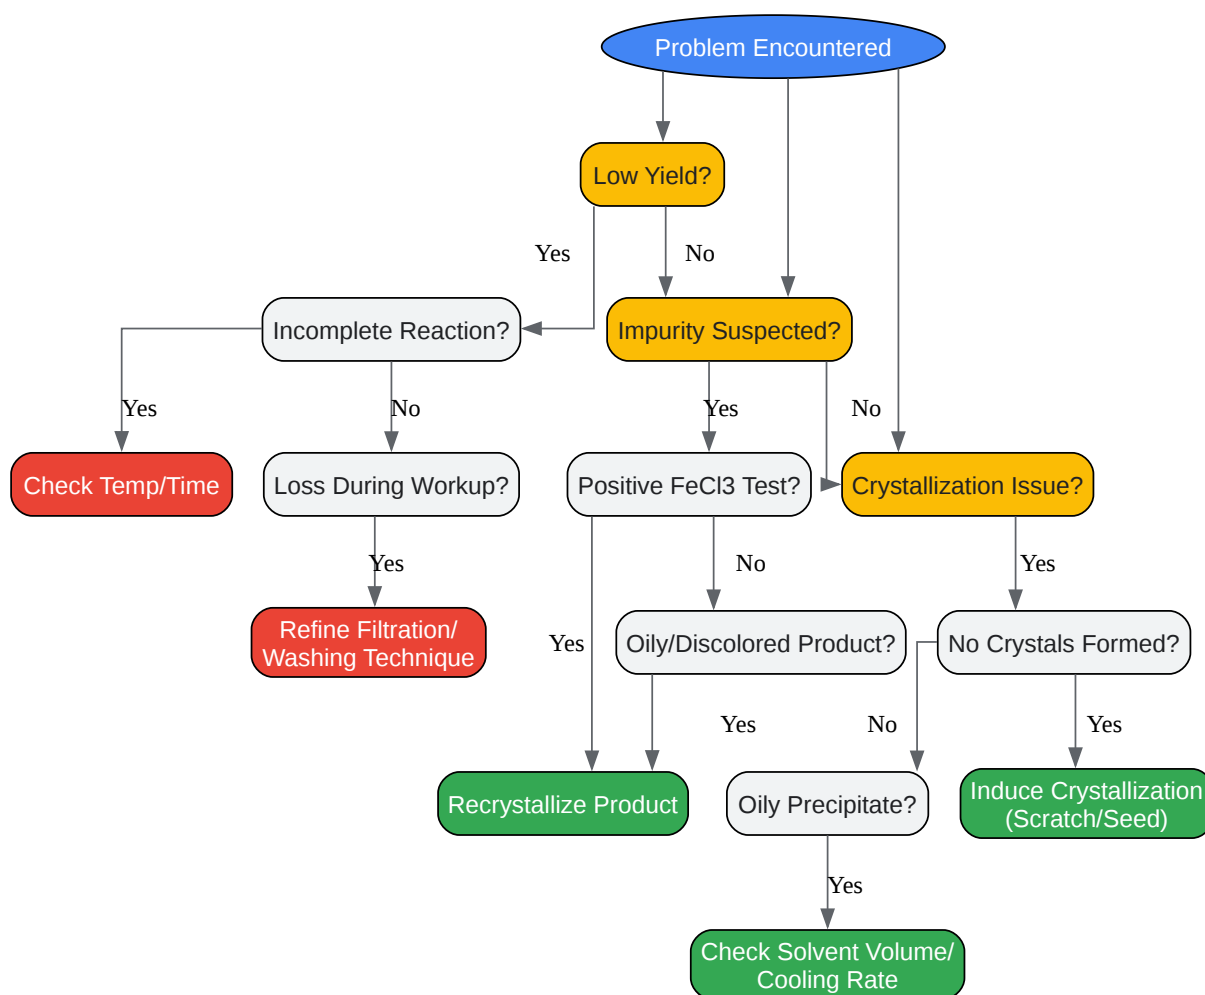 Problem Encountered
Low Yield?
Yes
No
Incomplete Reaction?
Impurity Suspected?
Yes
No
Yes
No
Check Temp/Time
Loss During Workup?
Positive FeCl3 Test?
Crystallization Issue?
Yes
No
Yes
Refine Filtration/
Washing Technique
Yes
Oily/Discolored Product?
No Crystals Formed?
Yes
No
Yes
Recrystallize Product
Oily Precipitate?
Induce Crystallization
(Scratch/Seed)
Yes
Check Solvent Volume/
Cooling Rate